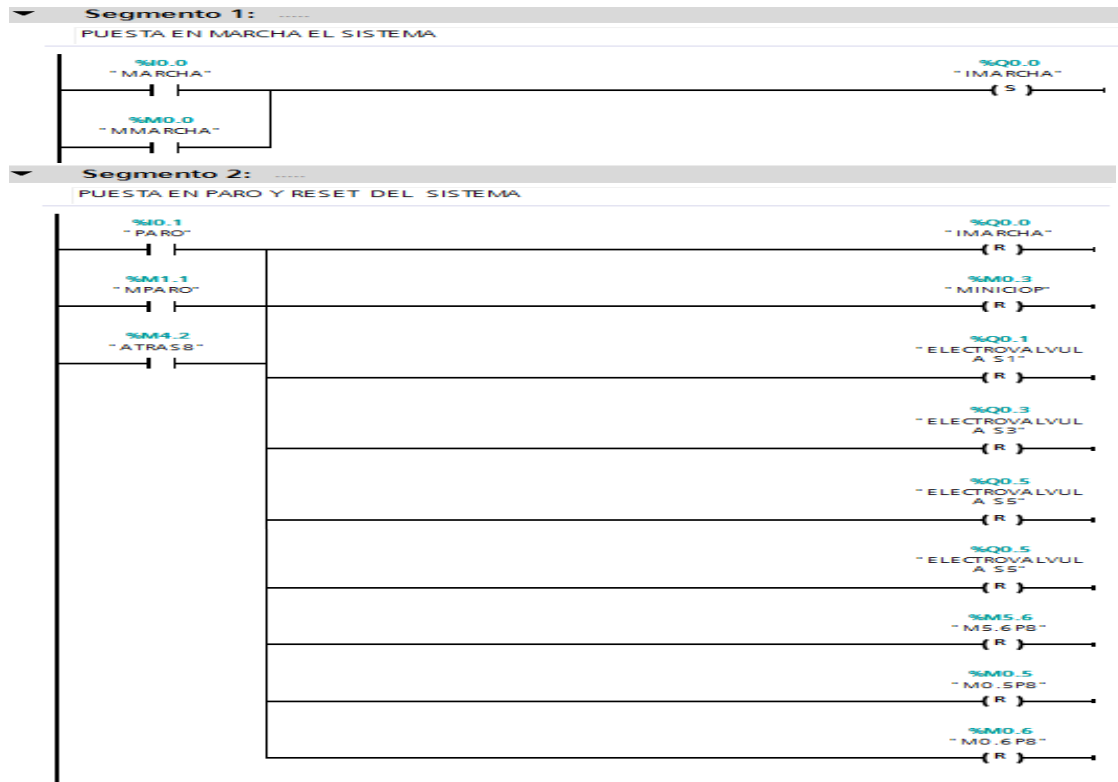 Segmento 1: .....
PUESTA EN MARCHA EL SISTEMA
%I0.0
"MARCHA"
%Q0.0
"IMARCHA"
( S )
%M0.0
"MMARCHA"
Segmento 2: .....
PUESTA EN PARO Y RESET DEL SISTEMA
%I0.1
"PARO"
%Q0.0
"IMARCHA"
( R )
%M1.1
"MPARO"
%M0.3
"MINICIOP"
( R )
%M4.2
"ATRAS8"
%Q0.1
"ELECTROVALVUL
A S1"
( R )
%Q0.3
"ELECTROVALVUL
A S3"
( R )
%Q0.5
"ELECTROVALVUL
A S5"
( R )
%Q0.5
"ELECTROVALVUL
A S5"
( R )
%M5.6
"M5.6P8"
( R )
%M0.5
"M0.5P8"
( R )
%M0.6
"M0.6P8"
( R )